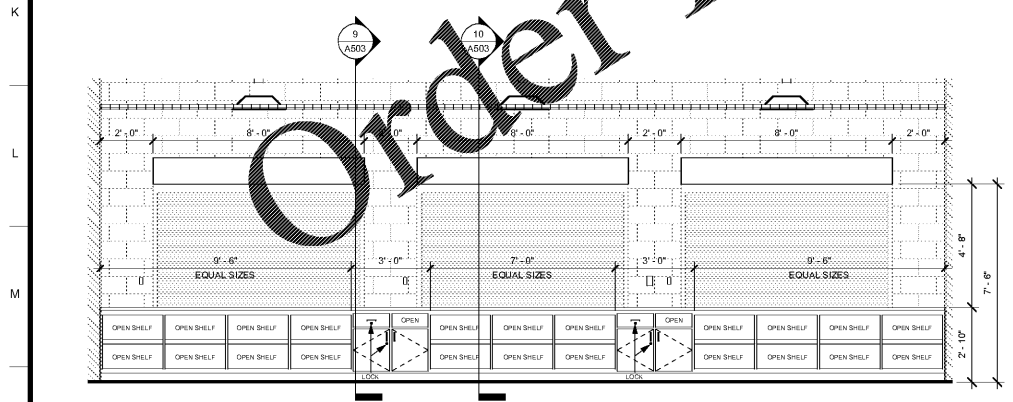 K
9
A503
10
A503
Order
L
2' - 0"
8' - 0"
8' - 0"
2' - 0"
8' - 0"
2' - 0"
4' - 8"
7' - 6"
9' - 6"
EQUAL SIZES
3' - 0"
7' - 0"
EQUAL SIZES
3' - 0"
9' - 6"
EQUAL SIZES
M
OPEN SHELF OPEN SHELF OPEN SHELF OPEN SHELF OPEN OPEN SHELF OPEN SHELF OPEN SHELF OPEN OPEN SHELF OPEN SHELF OPEN SHELF OPEN SHELF
2' - 10"
OPEN SHELF OPEN SHELF OPEN SHELF OPEN SHELF OPEN SHELF OPEN SHELF OPEN SHELF OPEN SHELF OPEN SHELF OPEN SHELF OPEN SHELF
LOCK LOCK